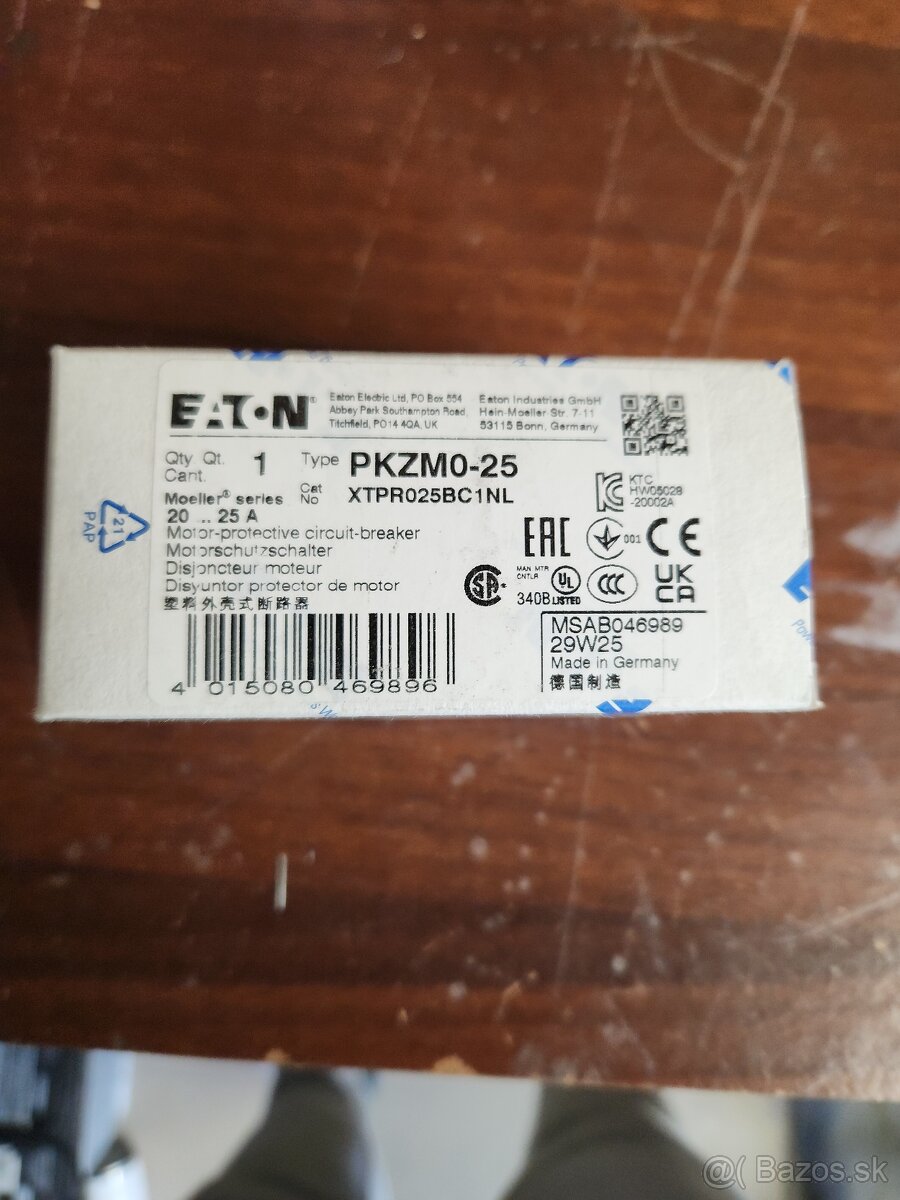 EATON®
Eaton Electric Ltd, PO Box 554
Abbey Park Southampton Road,
Titchfield, PO14 4QA, UK
Eaton Industries GmbH
Hein-Moeller Str. 7-11
53115 Bonn, Germany
Qty Qt. 1
Cant.
Type PKZM0-25
Moeller® series
Cat No XTPR025BC1NL
20 .. 25 A
Motor-protective circuit-breaker
Motorschutzschalter
Disjoncteur moteur
Disyuntor protector de motor
塑料外壳式断路器
KTC
HW05028
-20002A
EAC
001
CE
MAN MTR
CNTLR
340B
UL
LISTED
CCC
UK
CA
MSAB046989
29W25
Made in Germany
德国制造
4 015080 469896
21
PAP
@( Bazos.sk